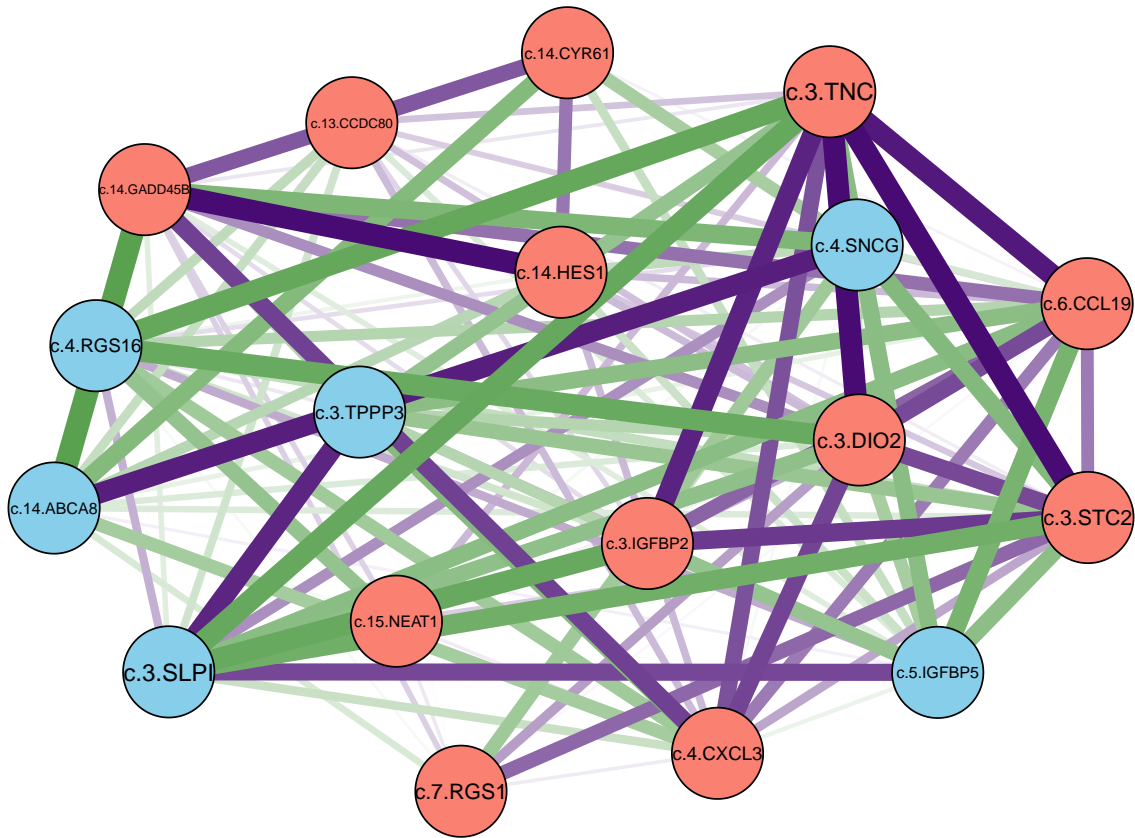 c.14.CYR61
c.3.TNC
c.13.CCDC80
c.14.GADD45B
c.4.SNCG
c.14.HES1
c.6.CCL19
c.4.RGS16
c.3.TPPP3
c.3.DIO2
c.14.ABCA8
c.3.STC2
c.3.IGFBP2
c.15.NEAT1
c.3.SLPI
c.5.IGFBP5
c.4.CXCL3
c.7.RGS1